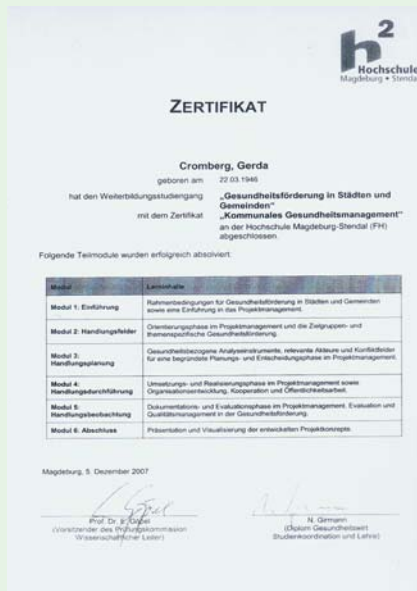 h²
Hochschule
Magdeburg • Stendal
ZERTIFIKAT
Cromberg, Gerda
geboren am 22.03.1946
hat den Weiterbildungsstudiengang „Gesundheitsförderung in Städten und
Gemeinden“
mit dem Zertifikat „Kommunales Gesundheitsmanagement“
an der Hochschule Magdeburg-Stendal (FH)
abgeschlossen
Folgende Teilmodule wurden erfolgreich absolviert
Modul Lerninhalte
Modul 1: Einführung Rahmenbedingungen für Gesundheitsförderung in Städten und Gemeinden
sowie eine Einführung in das Projektmanagement.
Modul 2: Handlungsfelder Orientierungsphase im Projektmanagement und die Zielgruppen- und
themenspezifische Gesundheitsförderung.
Modul 3: Gesundheitsbezogene Analyseinstrumente, relevante Akteure und Konfliktfelder
Handlungsplanung für eine begründete Planungs- und Entscheidungsphase im Projektmanagement.
Modul 4: Umsetzungs- und Realisierungsphase im Projektmanagement sowie
Handlungsdurchführung Organisationsentwicklung, Kooperation und Öffentlichkeitsarbeit.
Modul 5: Dokumentations- und Evaluationsphase im Projektmanagement, Evaluation und
Handlungsbeobachtung Qualitätsmanagement in der Gesundheitsförderung.
Modul 6: Abschluss Präsentation und Visualisierung der entwickelten Projektkonzepte.
Magdeburg, 5. Dezember 2007
Prof. Dr. E. Göbel N. Girmann
(Vorsitzender des Prüfungskommission (Diplom Gesundheitswirt
Wissenschaftlicher Leiter) Studienkoordination und Lehre)